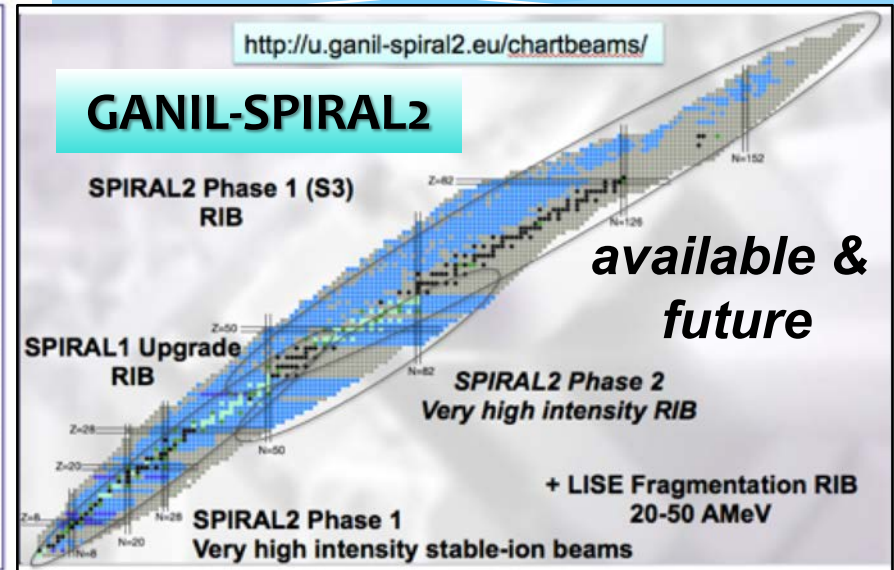 http://u.ganil-spiral2.eu/chartbeams/
GANIL-SPIRAL2
SPIRAL2 Phase 1 (S3)
RIB
Z=82
N=152
N=126
available &
future
Z=50
SPIRAL1 Upgrade
RIB
N=82
SPIRAL2 Phase 2
Very high intensity RIB
Z=28
N=50
Z=20
+ LISE Fragmentation RIB
20-50 AMeV
Z=8
N=28
SPIRAL2 Phase 1
N=20
N=8
Very high intensity stable-ion beams